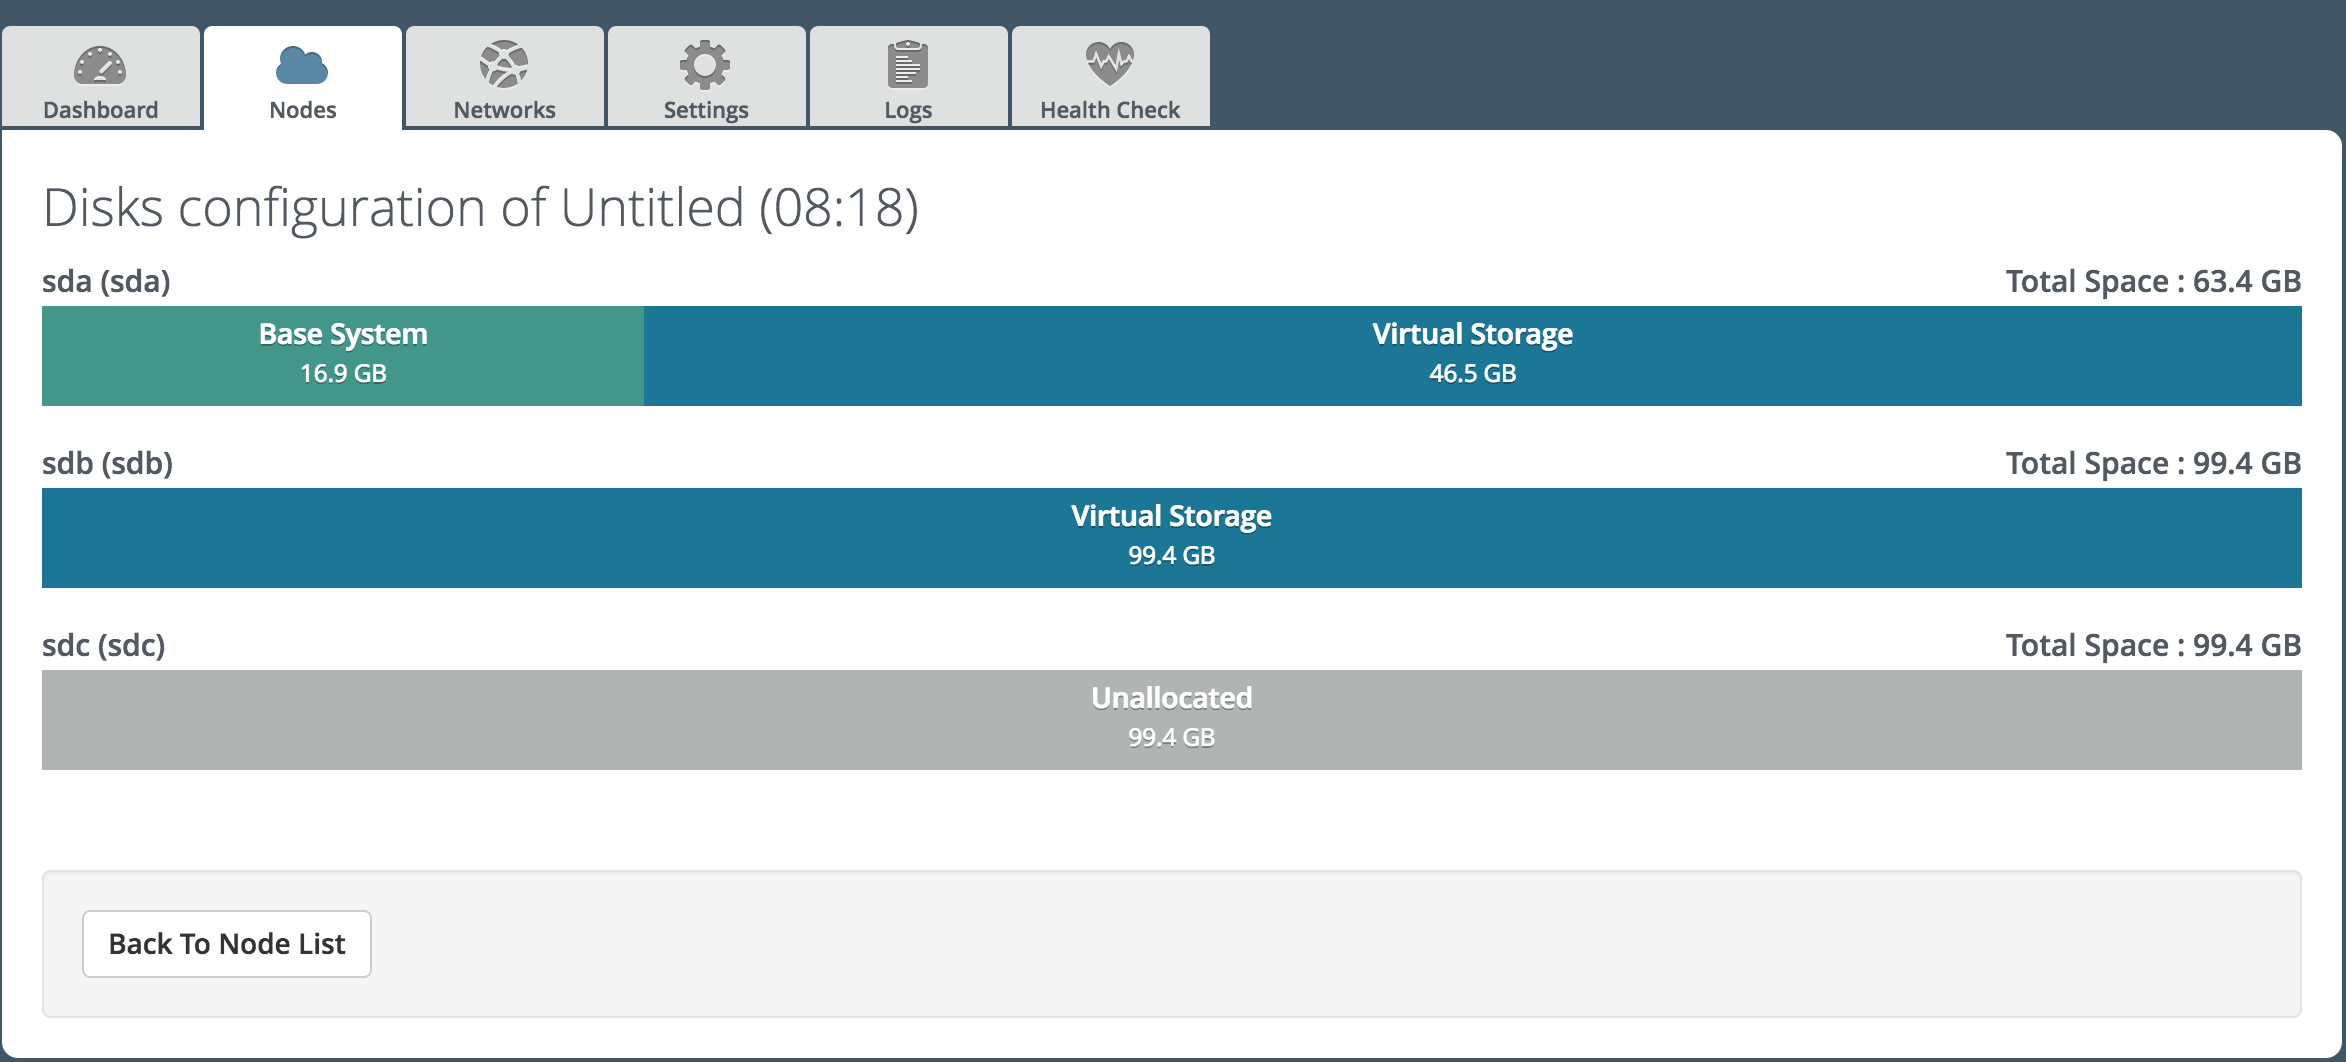 Dashboard
Nodes
Networks
Settings
Logs
Health Check
Disks configuration of Untitled (08:18)
sda (sda)
Total Space : 63.4 GB
Base System
Virtual Storage
16.9 GB
46.5 GB
sdb (sdb)
Total Space : 99.4 GB
Virtual Storage
99.4 GB
sdc (sdc)
Total Space : 99.4 GB
Unallocated
99.4 GB
Back To Node List